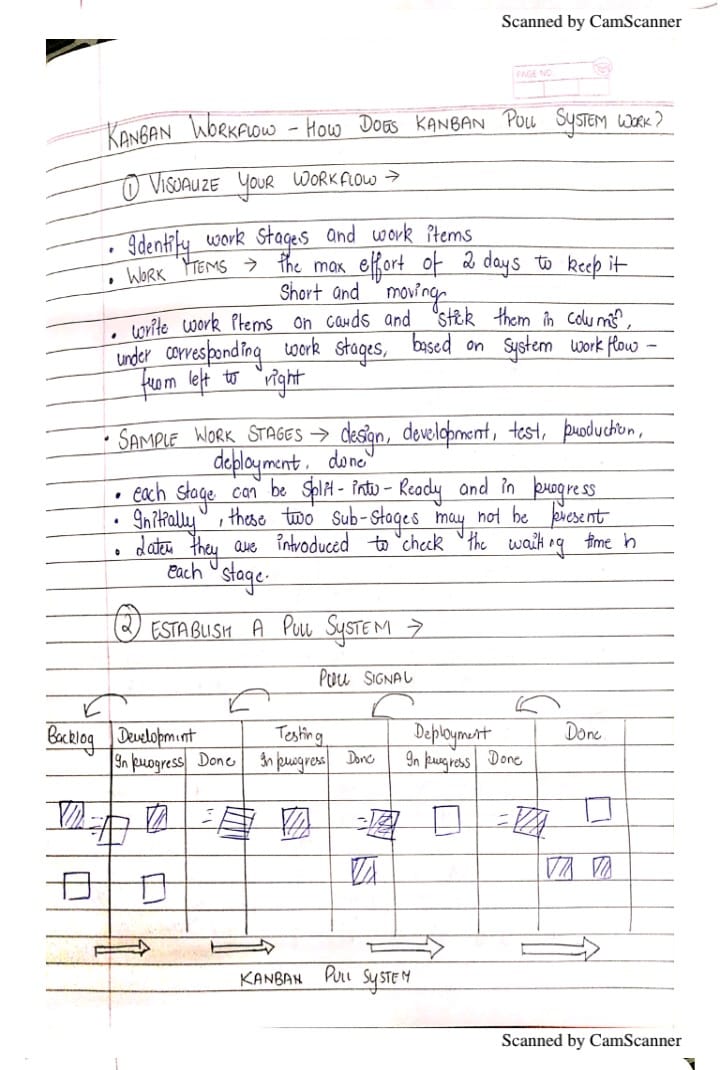 Scanned by CamScanner
PAGE NO.
KANBAN WORKFLOW - HOW DOES KANBAN PULL SYSTEM WORK?
① VISUALIZE YOUR WORKFLOW →
• Identify work stages and work items
• WORK ITEMS → The max effort of 2 days to keep it
short and moving
• write work items on cards and stick them in colums,
under corresponding work stages, based on system workflow -
from left to right
• SAMPLE WORK STAGES → design, development, test, production,
deployment, done
• each stage can be split-into-Ready and in progress
• Initially, these two sub-stages may not be present
• Later they are introduced to check the waiting time in
each stage.
② ESTABLISH A PULL SYSTEM →
PULL SIGNAL
Backlog Development Testing Deployment Done
In progress Done In progress Done In progress Done
KANBAN PULL SYSTEM
Scanned by CamScanner